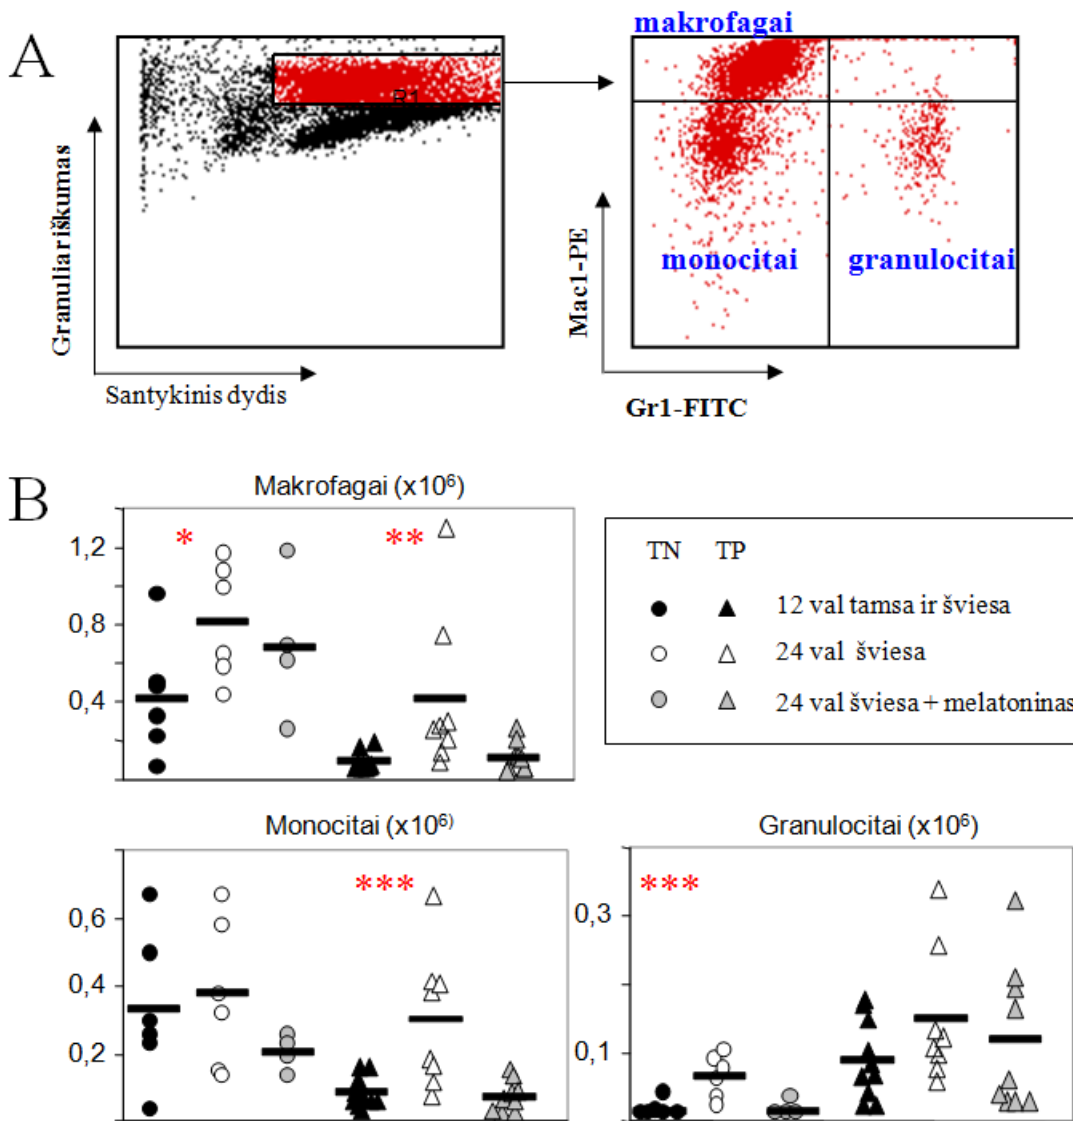 A
makrofagai
R1
monocitai
granulocitai
Granuliariškumas
Santykinis dydis
Mac1-PE
Gr1-FITC
B
Makrofagai (x10⁶)
* **
1,2
0,8
0,4
TN TP
12 val tamsa ir šviesa
24 val šviesa
24 val šviesa + melatoninas
Monocitai (x10⁶⁾
***
0,6
0,4
0,2
Granulocitai (x10⁶)
***
0,3
0,1